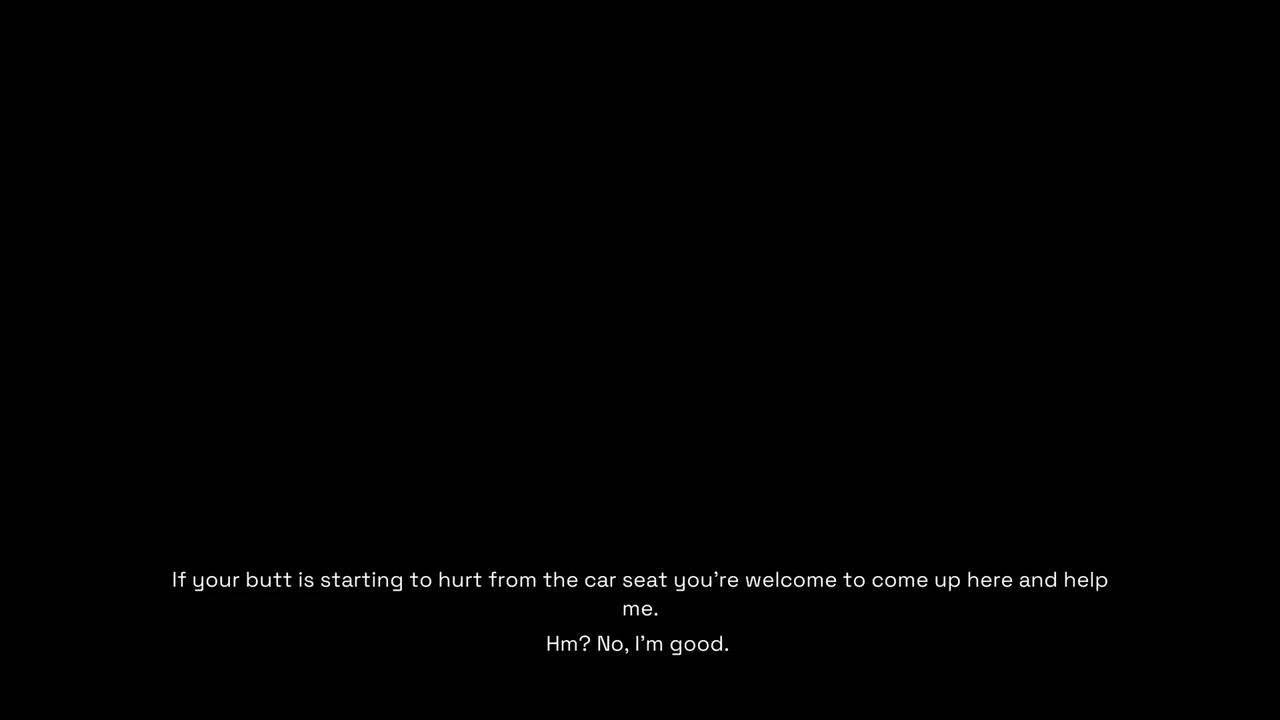 If your butt is starting to hurt from the car seat you're welcome to come up here and help
me.
Hm? No, I'm good.